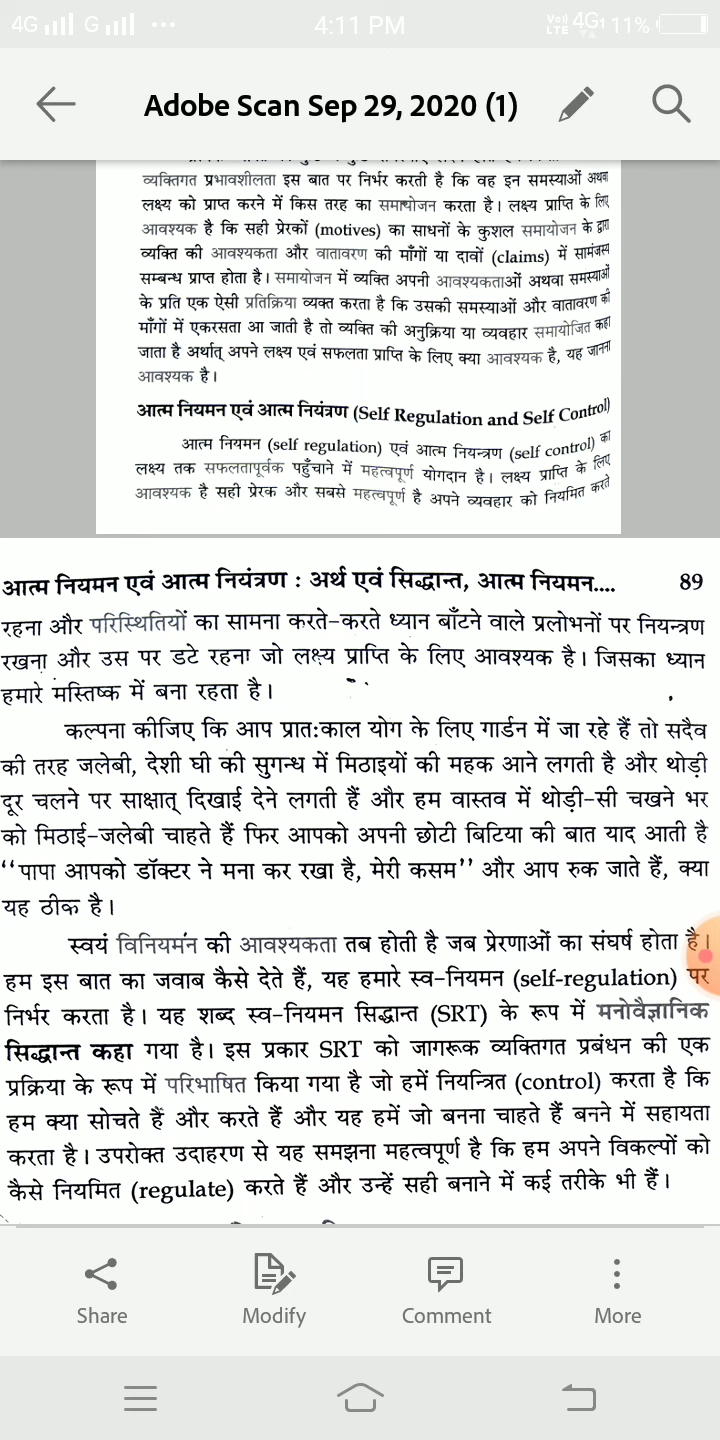 4G G ... 4:11 PM VoJ) LTE 4G1 11%
Adobe Scan Sep 29, 2020 (1)
व्यक्तिगत प्रभावशीलता इस बात पर निर्भर करती है कि वह इन समस्याओं अथवा
लक्ष्य को प्राप्त करने में किस तरह का समायोजन करता है। लक्ष्य प्राप्ति के लिए
आवश्यक है कि सही प्रेरकों (motives) का साधनों के कुशल समायोजन के द्वारा
व्यक्ति की आवश्यकता और वातावरण की माँगों या दावों (claims) में सामंजस्य
सम्बन्ध प्राप्त होता है। समायोजन में व्यक्ति अपनी आवश्यकताओं अथवा समस्याओं
के प्रति एक ऐसी प्रतिक्रिया व्यक्त करता है कि उसकी समस्याओं और वातावरण की
माँगों में एकरसता आ जाती है तो व्यक्ति की अनुक्रिया या व्यवहार समायोजित कहा
जाता है अर्थात् अपने लक्ष्य एवं सफलता प्राप्ति के लिए क्या आवश्यक है, यह जानना
आवश्यक है।
आत्म नियमन एवं आत्म नियंत्रण (Self Regulation and Self Control)
आत्म नियमन (self regulation) एवं आत्म नियन्त्रण (self control) का
लक्ष्य तक सफलतापूर्वक पहुँचाने में महत्वपूर्ण योगदान है। लक्ष्य प्राप्ति के लिए
आवश्यक है सही प्रेरक और सबसे महत्वपूर्ण है अपने व्यवहार को नियमित करते
आत्म नियमन एवं आत्म नियंत्रण : अर्थ एवं सिद्धान्त, आत्म नियमन.... 89
रहना और परिस्थितियों का सामना करते-करते ध्यान बाँटने वाले प्रलोभनों पर नियन्त्रण
रखना और उस पर डटे रहना जो लक्ष्य प्राप्ति के लिए आवश्यक है। जिसका ध्यान
हमारे मस्तिष्क में बना रहता है।
कल्पना कीजिए कि आप प्रात:काल योग के लिए गार्डन में जा रहे हैं तो सदैव
की तरह जलेबी, देशी घी की सुगन्ध में मिठाइयों की महक आने लगती है और थोड़ी
दूर चलने पर साक्षात् दिखाई देने लगती हैं और हम वास्तव में थोड़ी-सी चखने भर
को मिठाई-जलेबी चाहते हैं फिर आपको अपनी छोटी बिटिया की बात याद आती है
‘‘पापा आपको डॉक्टर ने मना कर रखा है, मेरी कसम’’ और आप रुक जाते हैं, क्या
यह ठीक है।
स्वयं विनियमन की आवश्यकता तब होती है जब प्रेरणाओं का संघर्ष होता है।
हम इस बात का जवाब कैसे देते हैं, यह हमारे स्व-नियमन (self-regulation) पर
निर्भर करता है। यह शब्द स्व-नियमन सिद्धान्त (SRT) के रूप में मनोवैज्ञानिक
सिद्धान्त कहा गया है। इस प्रकार SRT को जागरूक व्यक्तिगत प्रबंधन की एक
प्रक्रिया के रूप में परिभाषित किया गया है जो हमें नियन्त्रित (control) करता है कि
हम क्या सोचते हैं और करते हैं और यह हमें जो बनना चाहते हैं बनने में सहायता
करता है। उपरोक्त उदाहरण से यह समझना महत्वपूर्ण है कि हम अपने विकल्पों को
कैसे नियमित (regulate) करते हैं और उन्हें सही बनाने में कई तरीके भी हैं।
Share Modify Comment More